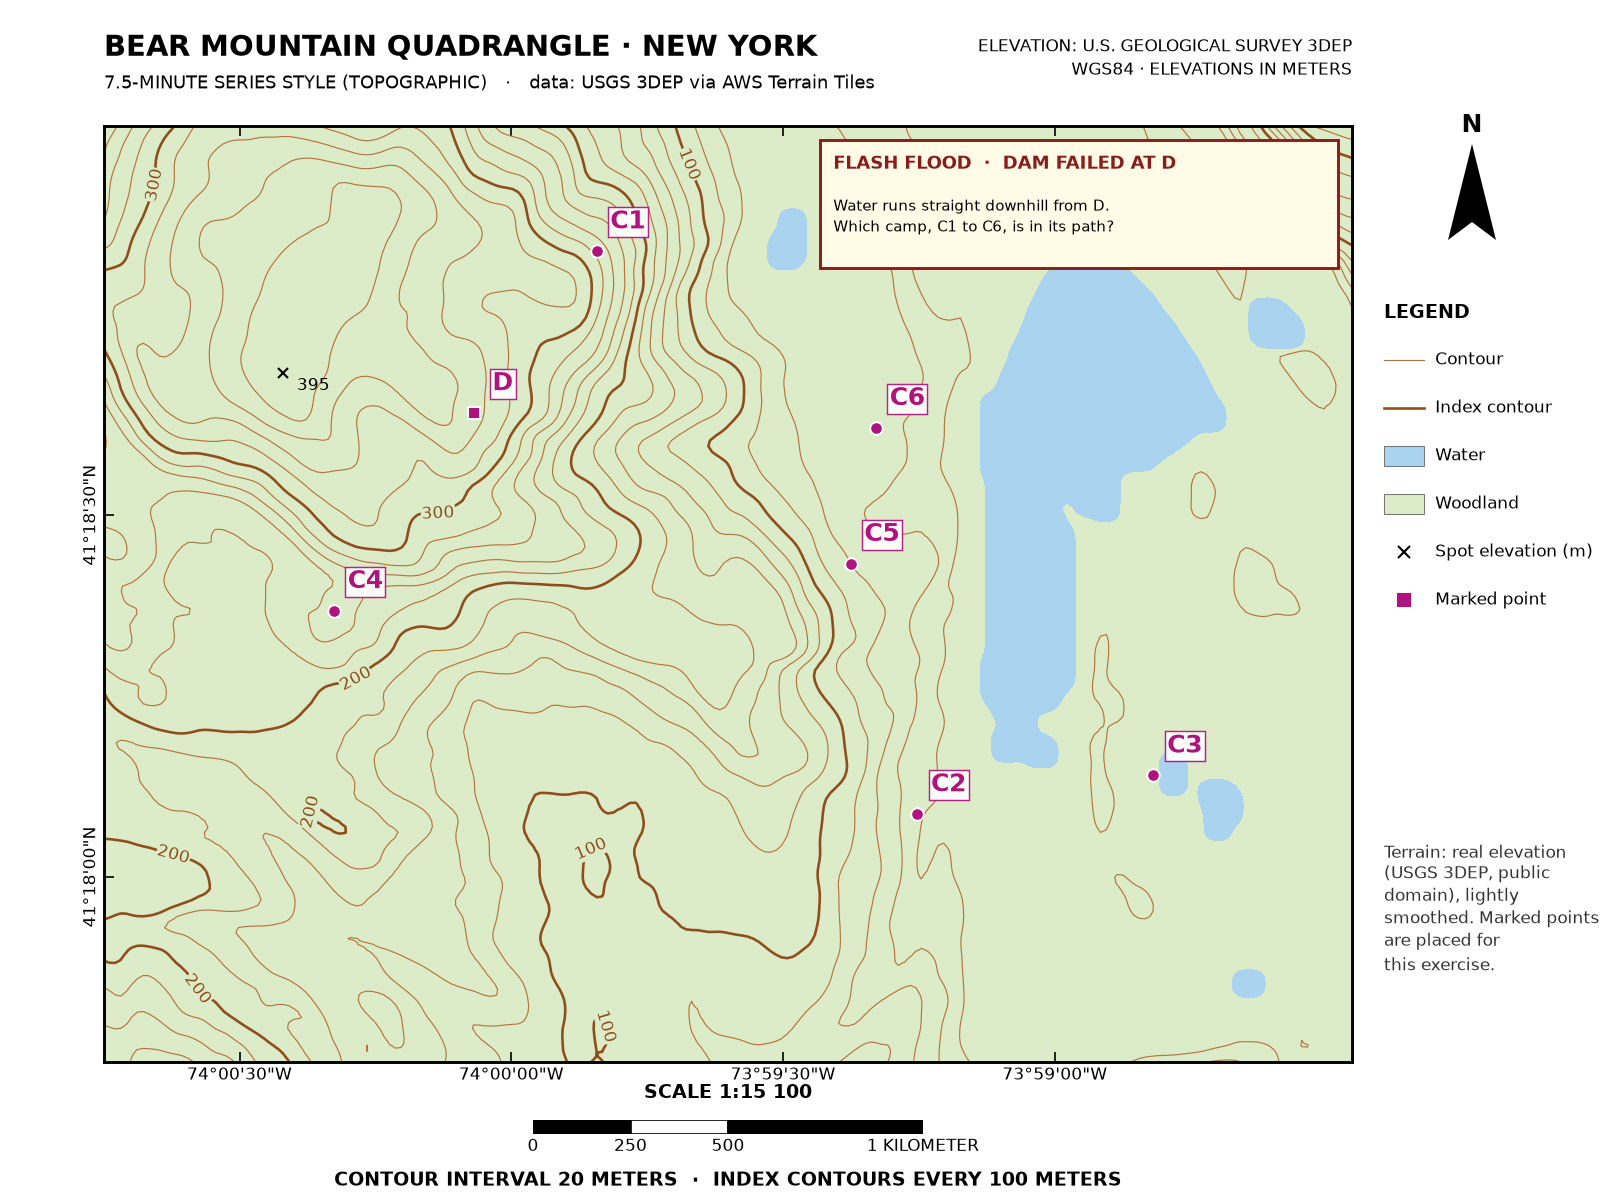 BEAR MOUNTAIN QUADRANGLE · NEW YORK
7.5-MINUTE SERIES STYLE (TOPOGRAPHIC) · data: USGS 3DEP via AWS Terrain Tiles
ELEVATION: U.S. GEOLOGICAL SURVEY 3DEP
WGS84 · ELEVATIONS IN METERS
FLASH FLOOD · DAM FAILED AT D
Water runs straight downhill from D.
Which camp, C1 to C6, is in its path?
N
300
100
C1
395
D
C6
300
C5
C4
200
C3
C2
200
200
100
200
100
41°18'30"N
41°18'00"N
74°00'30"W
74°00'00"W
73°59'30"W
73°59'00"W
LEGEND
Contour
Index contour
Water
Woodland
Spot elevation (m)
Marked point
Terrain: real elevation
(USGS 3DEP, public
domain), lightly
smoothed. Marked points
are placed for
this exercise.
SCALE 1:15 100
0 250 500 1 KILOMETER
CONTOUR INTERVAL 20 METERS · INDEX CONTOURS EVERY 100 METERS